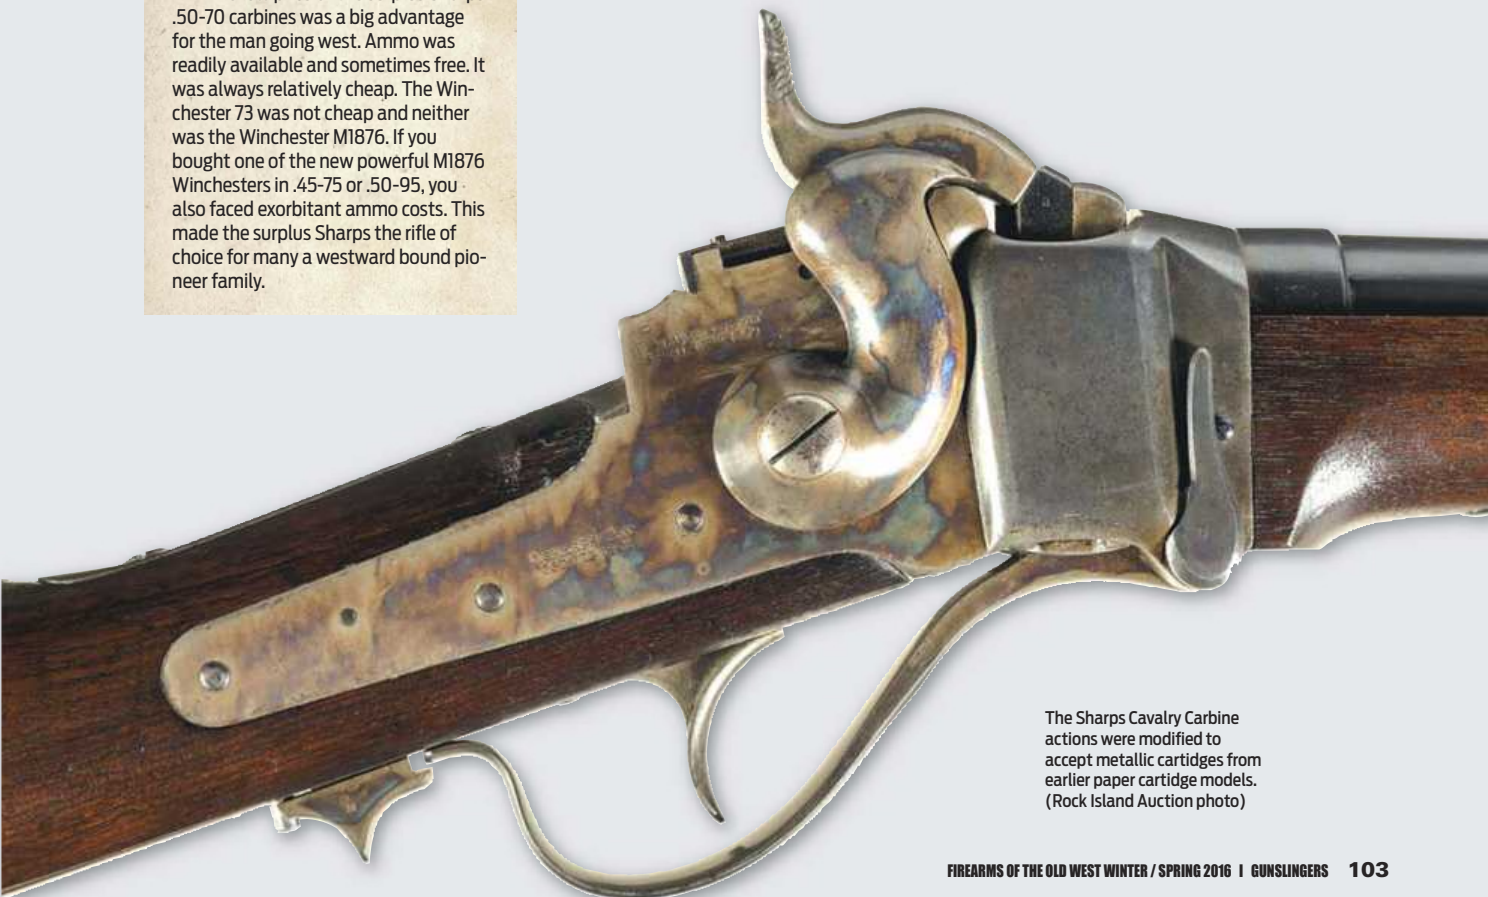 .50-70 carbines was a big advantage
for the man going west. Ammo was
readily available and sometimes free. It
was always relatively cheap. The Win-
chester 73 was not cheap and neither
was the Winchester M1876. If you
bought one of the new powerful M1876
Winchesters in .45-75 or .50-95, you
also faced exorbitant ammo costs. This
made the surplus Sharps the rifle of
choice for many a westward bound pio-
neer family.
The Sharps Cavalry Carbine
actions were modified to
accept metallic cartidges from
earlier paper cartidge models.
(Rock Island Auction photo)
FIREARMS OF THE OLD WEST WINTER / SPRING 2016 I GUNSLINGERS 103